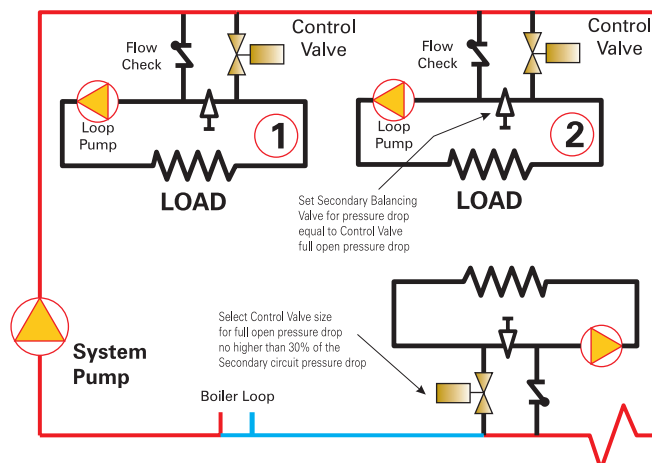 Flow
Check
Control
Valve
Loop
Pump
1
LOAD
Flow
Check
Control
Valve
Loop
Pump
2
LOAD
Set Secondary Balancing
Valve for pressure drop
equal to Control Valve
full open pressure drop
System
Pump
Select Control Valve size
for full open pressure drop
no higher than 30% of the
Secondary circuit pressure drop
Boiler Loop